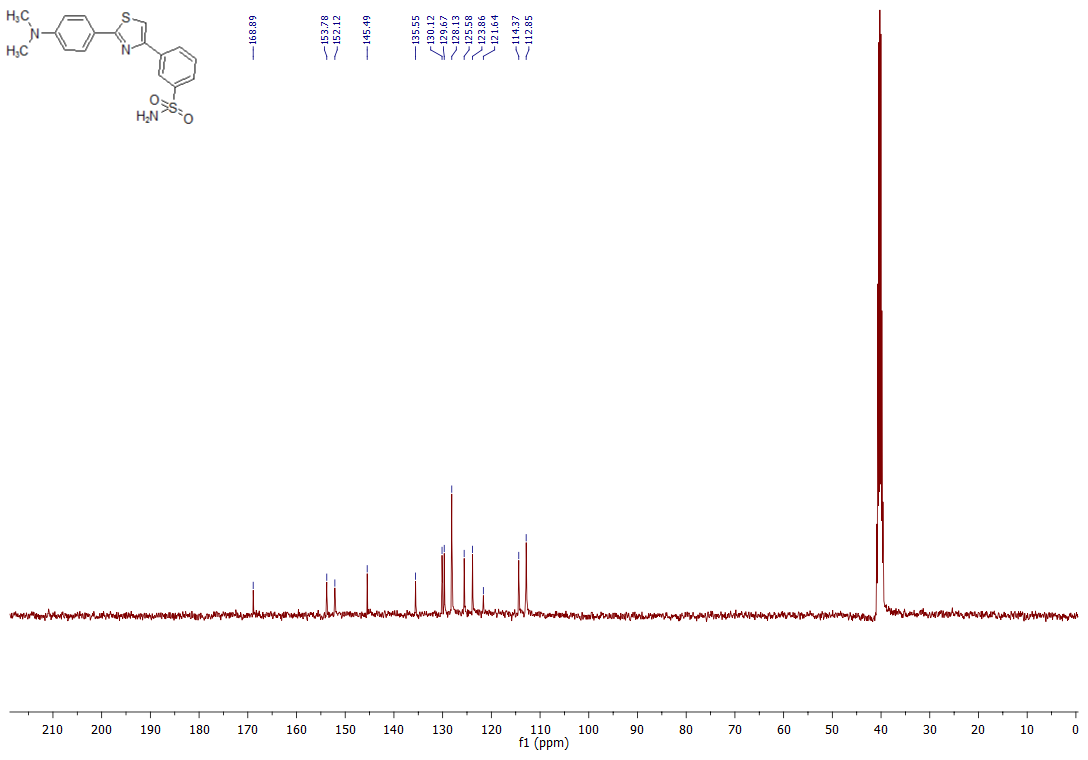 H₃C
N
H₃C
S
N
O
S
O
H₂N
168.89
153.78
152.12
145.49
135.55
130.12
129.67
128.13
125.58
123.86
121.64
114.37
112.85
210 200 190 180 170 160 150 140 130 120 110 100 90 80 70 60 50 40 30 20 10 0
f1 (ppm)